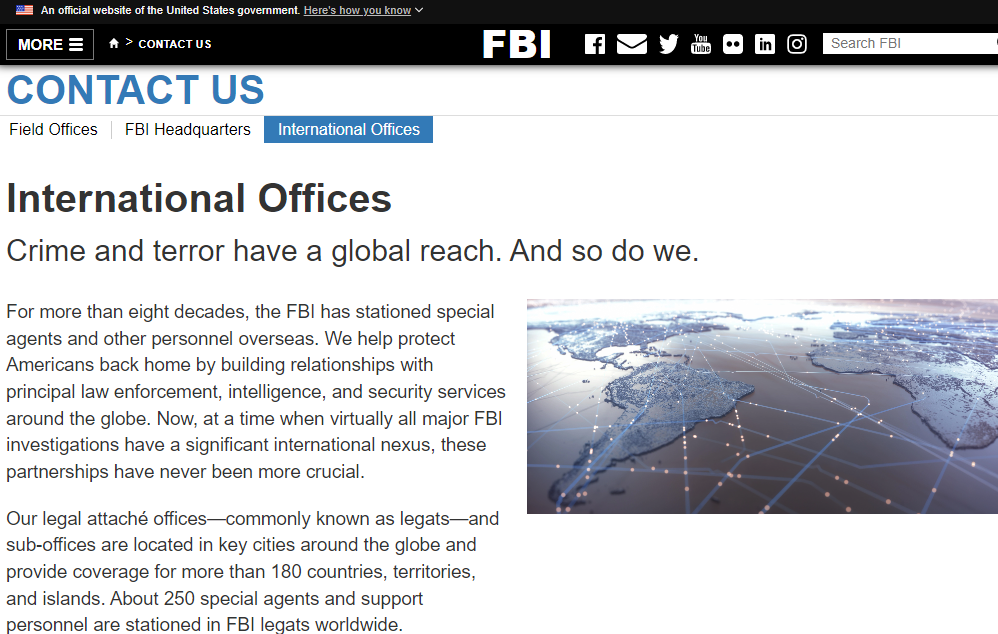 An official website of the United States government. Here's how you know
MORE
> CONTACT US
FBI
You
Tube
in
Search FBI
CONTACT US
Field Offices
FBI Headquarters
International Offices
International Offices
Crime and terror have a global reach. And so do we.
For more than eight decades, the FBI has stationed special
agents and other personnel overseas. We help protect
Americans back home by building relationships with
principal law enforcement, intelligence, and security services
around the globe. Now, at a time when virtually all major FBI
investigations have a significant international nexus, these
partnerships have never been more crucial.
Our legal attaché offices—commonly known as legats—and
sub-offices are located in key cities around the globe and
provide coverage for more than 180 countries, territories,
and islands. About 250 special agents and support
personnel are stationed in FBI legats worldwide.